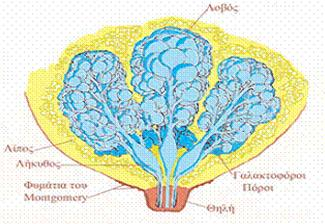 Λοβός
Λίπος
Λήκυθος
Φυμάτια του
Montgomery
Γαλακτοφόροι
Πόροι
Θηλή